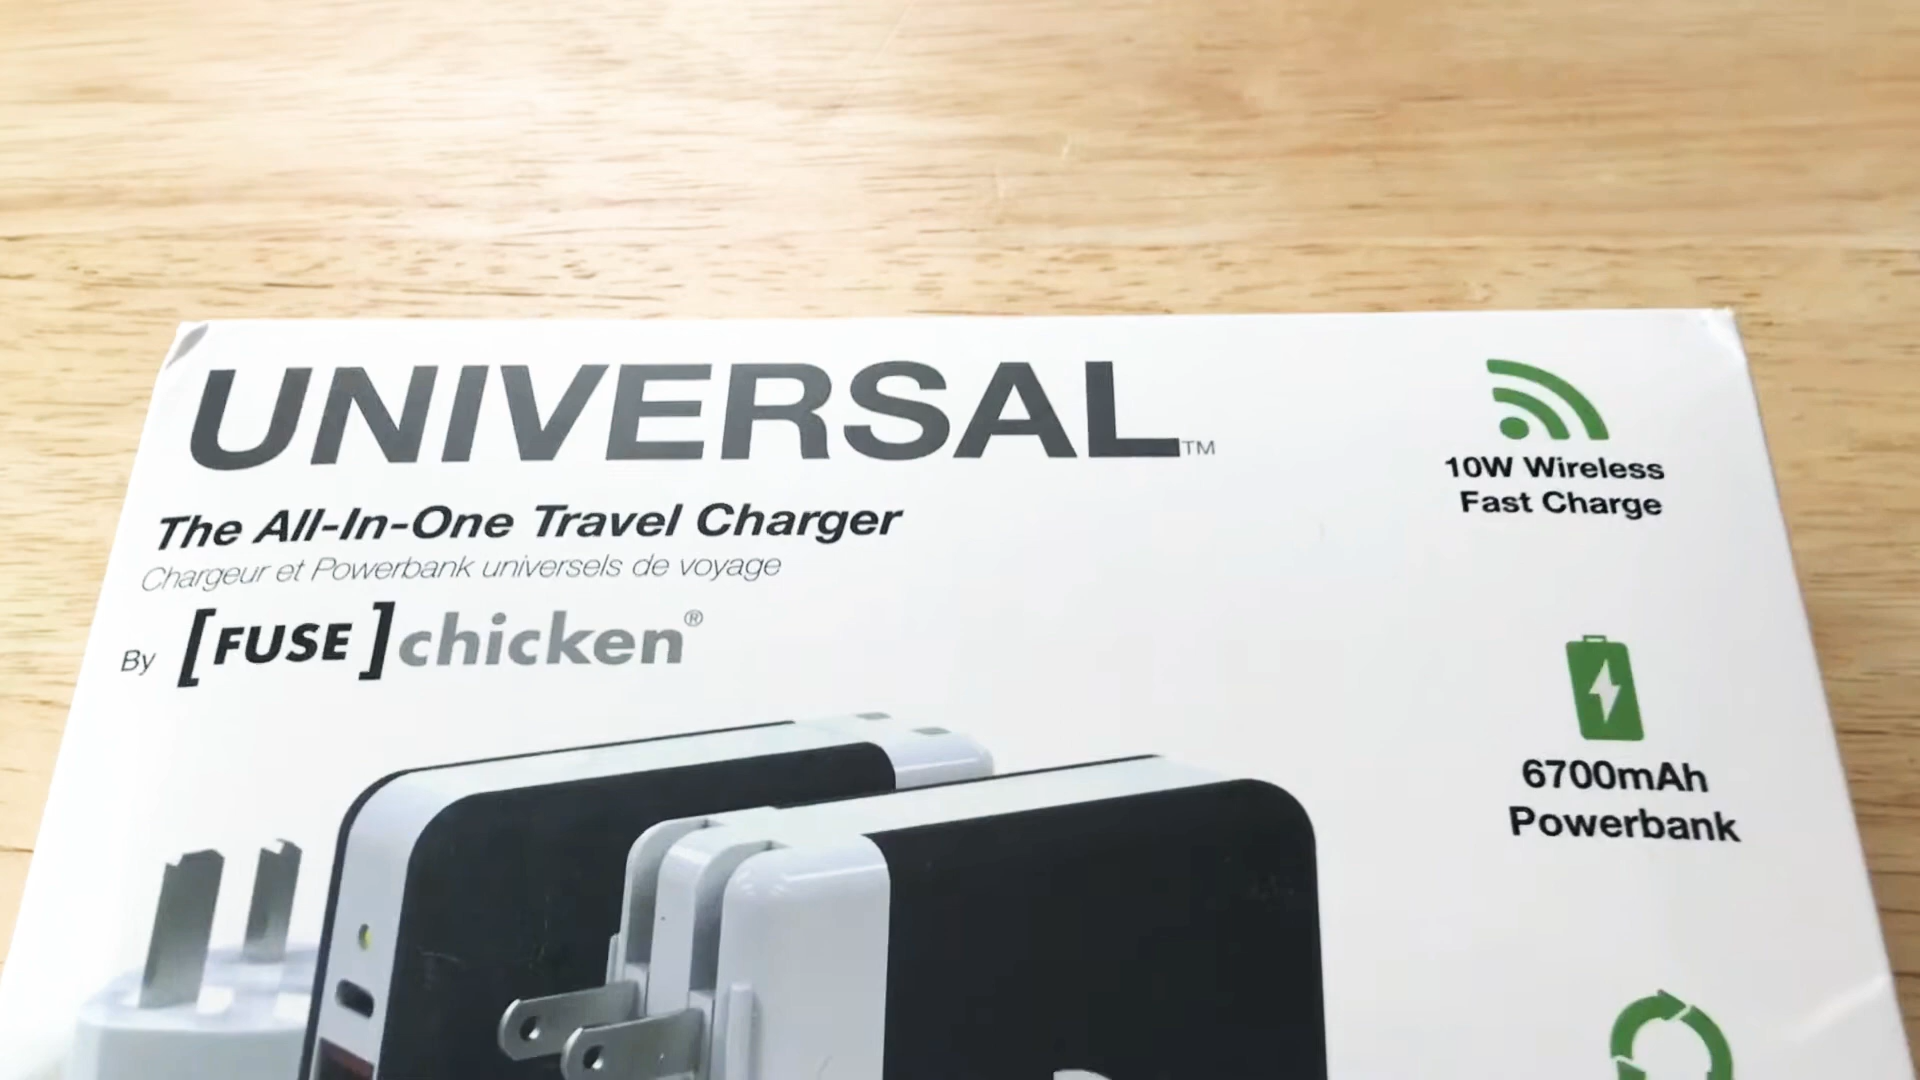 UNIVERSAL™
The All-In-One Travel Charger
Chargeur et Powerbank universels de voyage
By [FUSE]chicken®
10W Wireless
Fast Charge
6700mAh
Powerbank